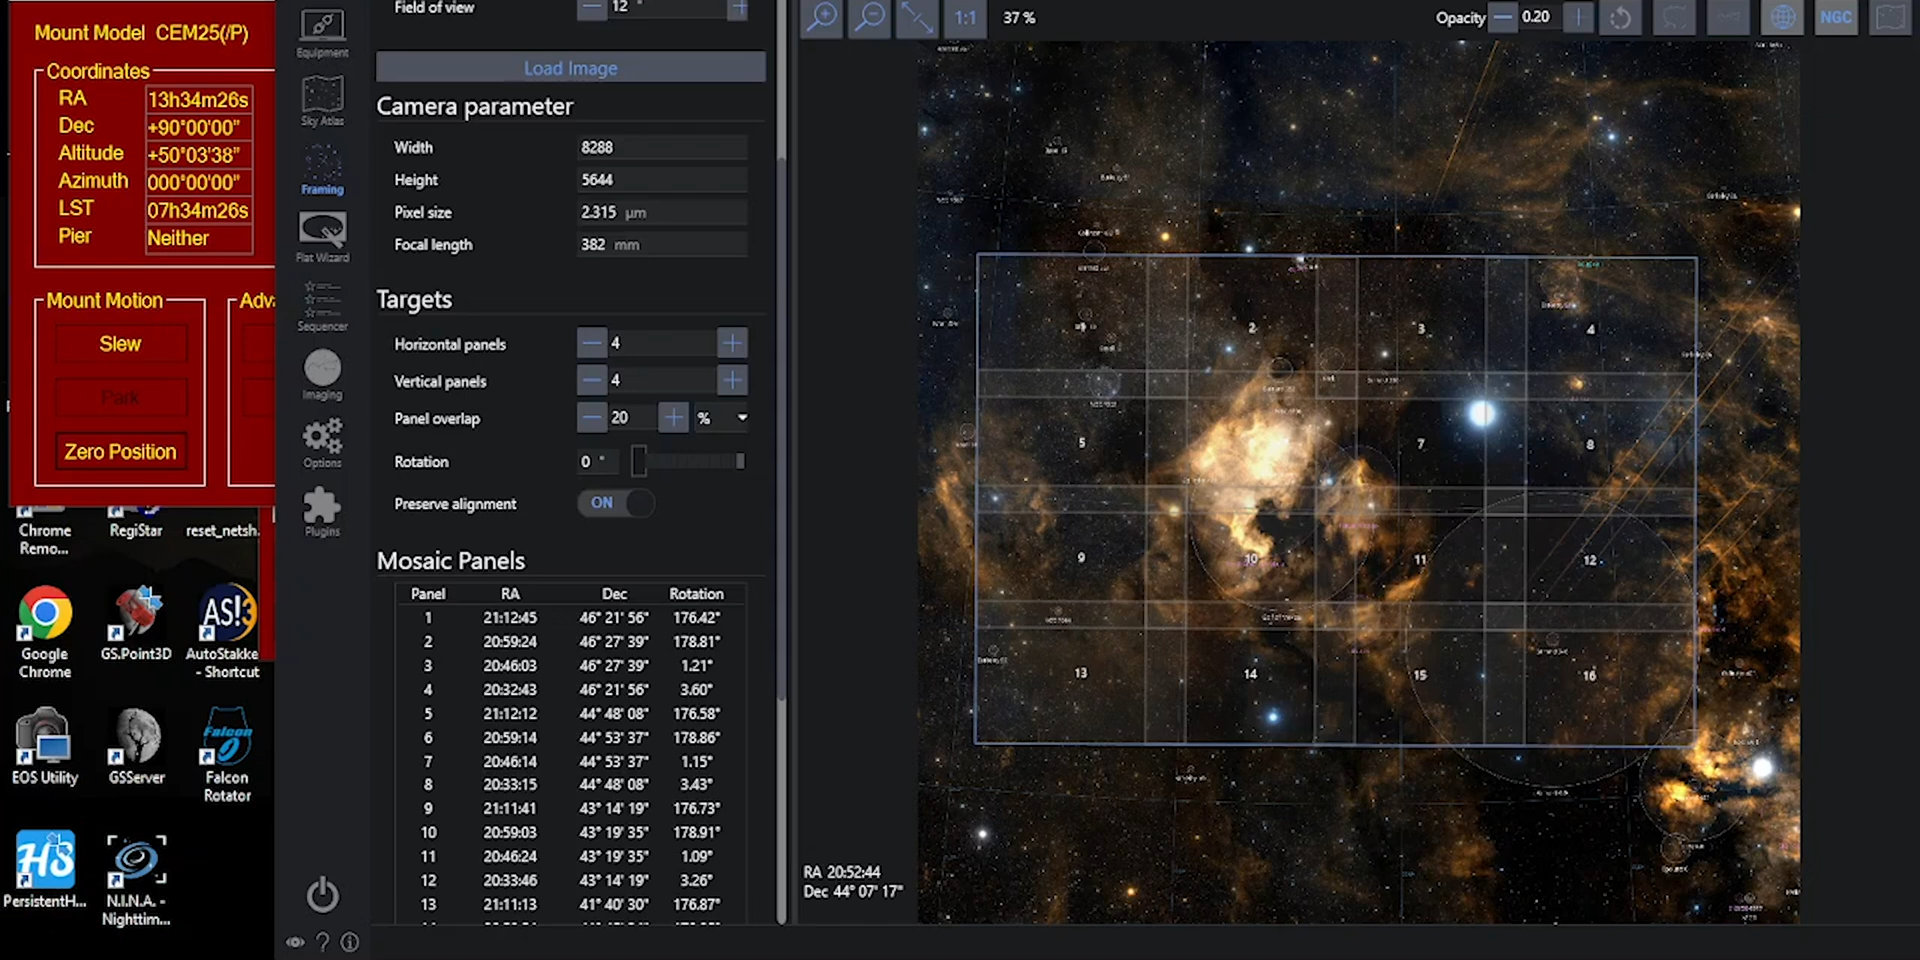 Mount Model CEM25(/P)
Coordinates
RA 13h34m26s
Dec +90°00'00"
Altitude +50°03'38"
Azimuth 000°00'00"
LST 07h34m26s
Pier Neither
Mount Motion
Adv
Slew
Park
Zero Position
Chrome Remo...
RegiStar
reset_netsh.
Google Chrome
GS.Point3D
AS!3
AutoStakke - Shortcut
EOS Utility
GSServer
Falcon
Falcon Rotator
HS
PersistentH...
N.I.N.A. - Nighttim...
Equipment
Sky Atlas
Framing
Flat Wizard
Sequencer
Imaging
Options
Plugins
Field of view 12 °
Load Image
Camera parameter
Width 8288
Height 5644
Pixel size 2.315 µm
Focal length 382 mm
Targets
Horizontal panels 4
Vertical panels 4
Panel overlap 20 %
Rotation 0 °
Preserve alignment ON
Mosaic Panels
Panel RA Dec Rotation
1 21:12:45 46° 21' 56" 176.42°
2 20:59:24 46° 27' 39" 178.81°
3 20:46:03 46° 27' 39" 1.21°
4 20:32:43 46° 21' 56" 3.60°
5 21:12:12 44° 48' 08" 176.58°
6 20:59:14 44° 53' 37" 178.86°
7 20:46:14 44° 53' 37" 1.15°
8 20:33:15 44° 48' 08" 3.43°
9 21:11:41 43° 14' 19" 176.73°
10 20:59:03 43° 19' 35" 178.91°
11 20:46:24 43° 19' 35" 1.09°
12 20:33:46 43° 14' 19" 3.26°
13 21:11:13 41° 40' 30" 176.87°
1:1
37 %
Opacity 0.20
NGC
2
3
4
5
7
8
9
10
11
12
13
14
15
16
RA 20:52:44
Dec 44° 07' 17"